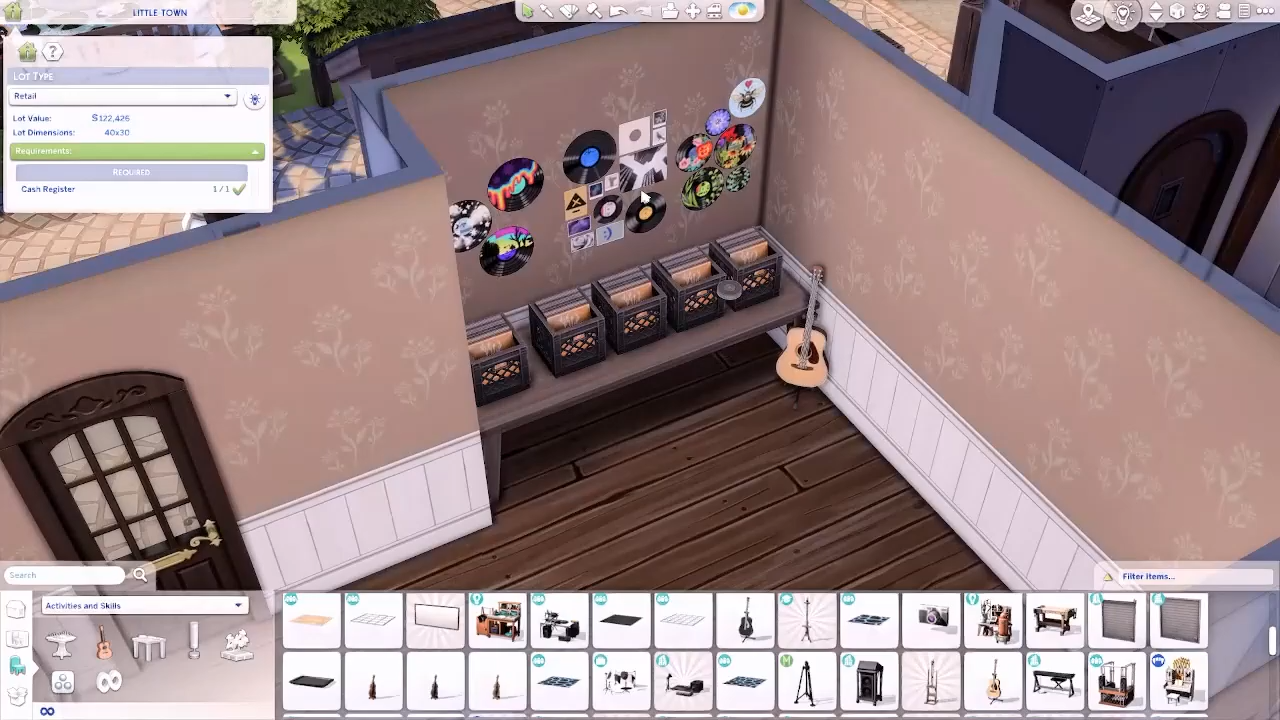 LITTLE TOWN
?
LOT TYPE
Retail
Lot Value: §122,426
Lot Dimensions: 40x30
Requirements:
REQUIRED
Cash Register 1/1
Search
Filter Items...
Activities and Skills